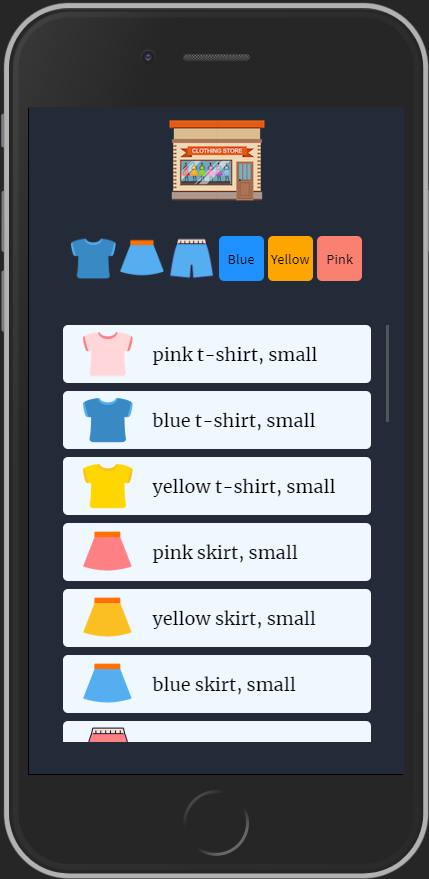 CLOTHING STORE
Blue Yellow Pink
pink t-shirt, small
blue t-shirt, small
yellow t-shirt, small
pink skirt, small
yellow skirt, small
blue skirt, small